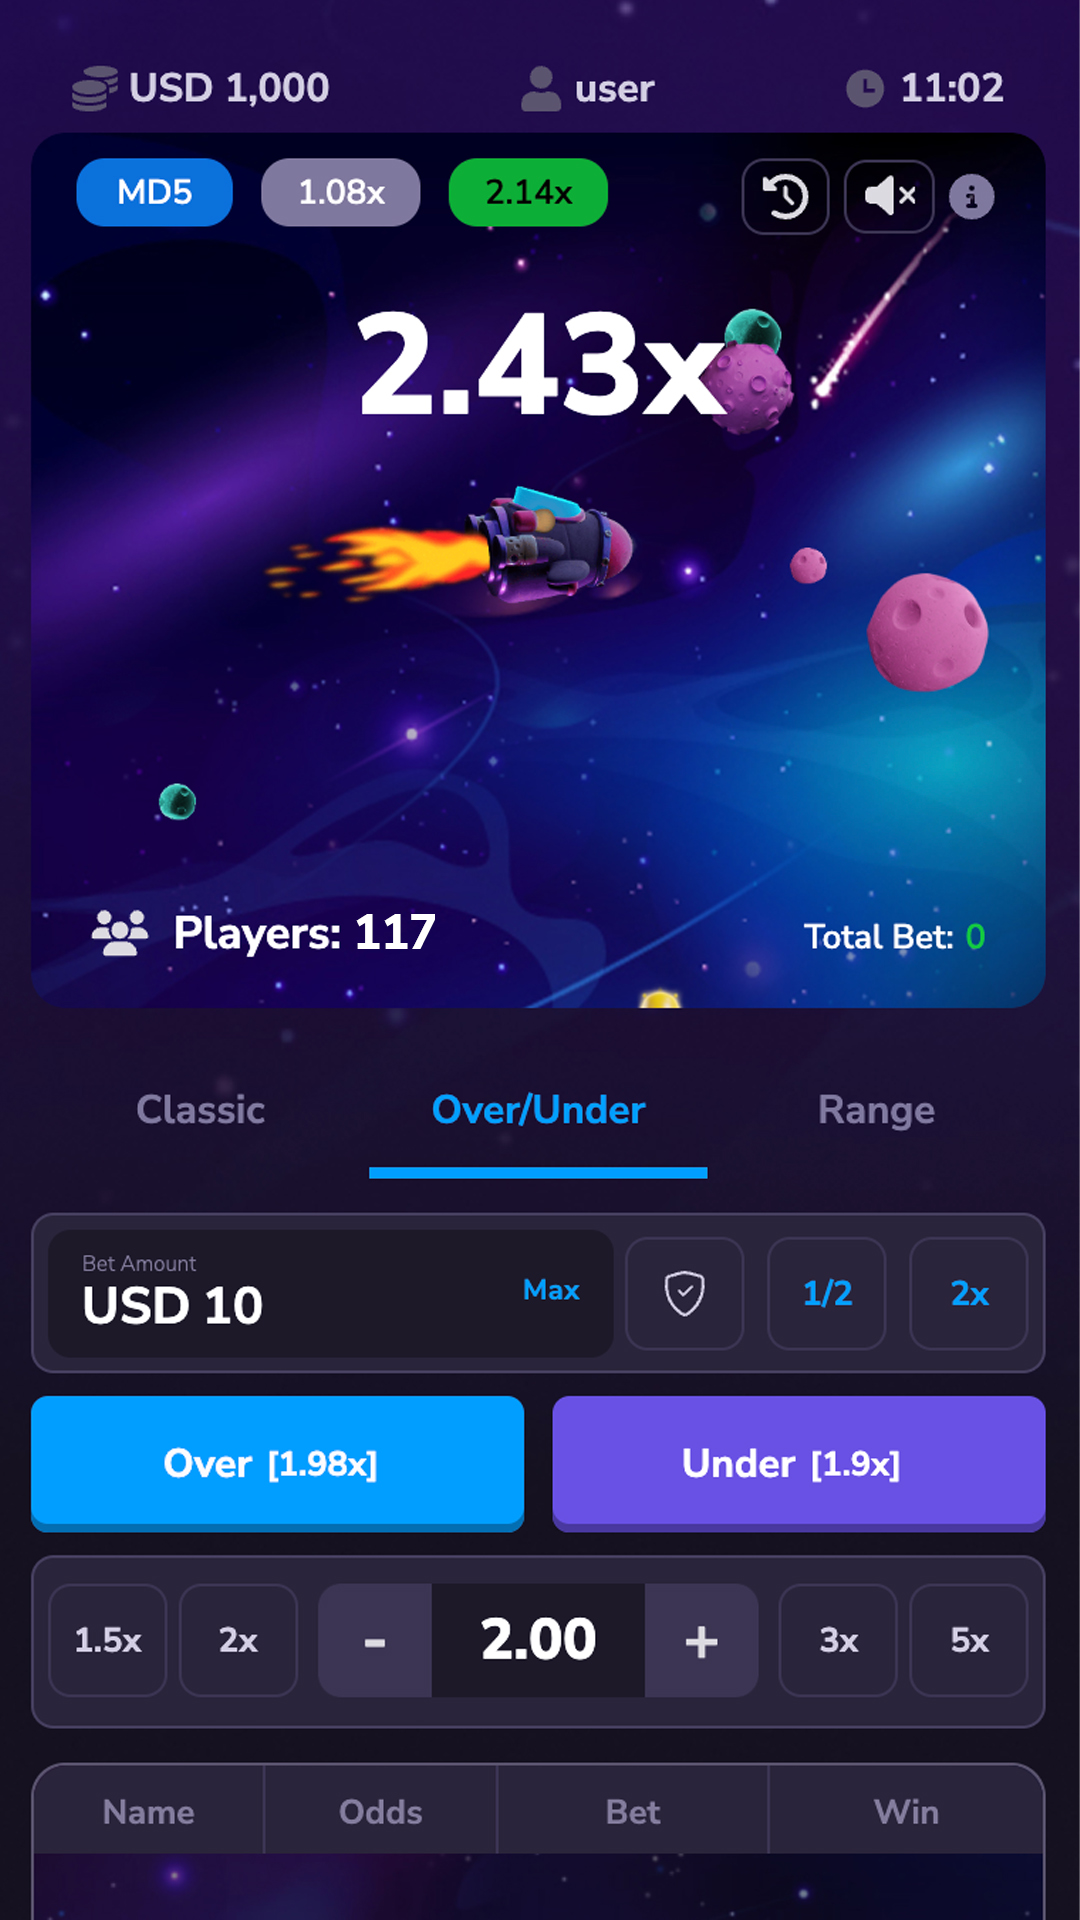 USD 1,000
user
11:02
MD5
1.08x
2.14x
2.43x
Players: 117
Total Bet: 0
Classic
Over/Under
Range
Bet Amount
USD 10
Max
1/2
2x
Over [1.98x]
Under [1.9x]
1.5x
2x
-
2.00
+
3x
5x
Name
Odds
Bet
Win